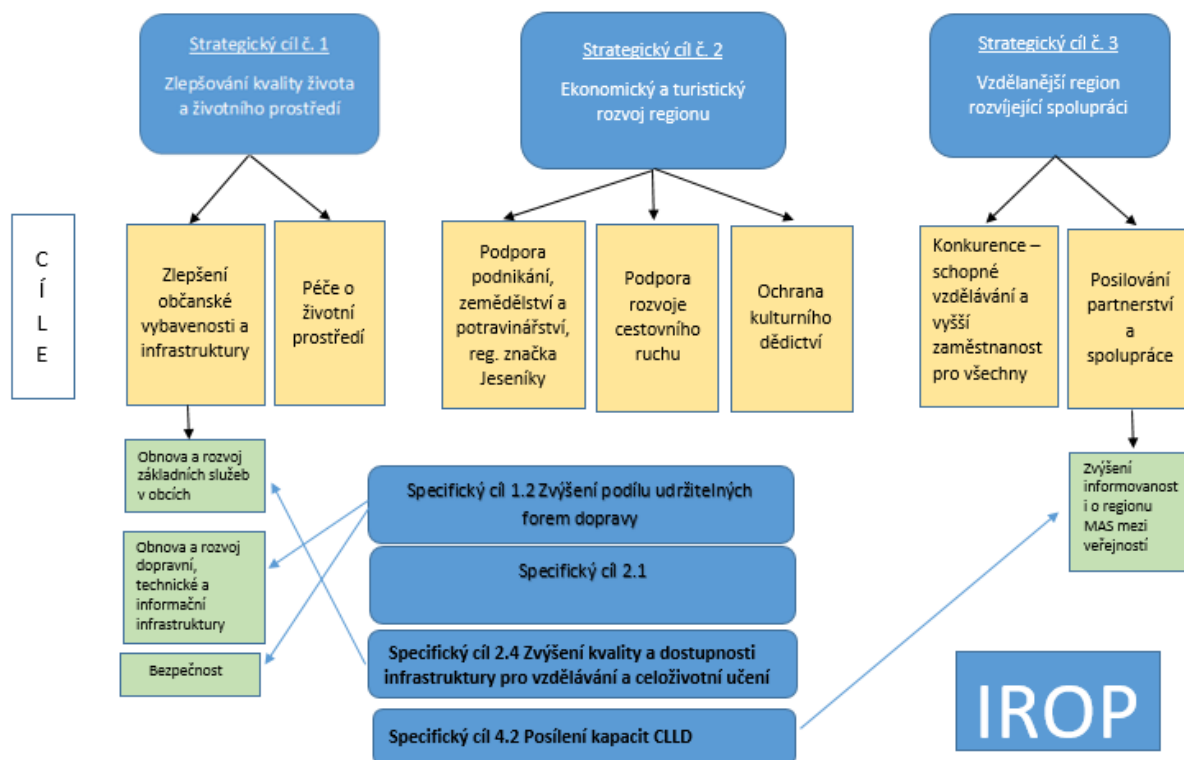 Strategický cíl č. 1
Zlepšování kvality života
a životního prostředí
Strategický cíl č. 2
Ekonomický a turistický
rozvoj regionu
Strategický cíl č. 3
Vzdělanější region
rozvíjející spolupráci
C
Í
L E
Zlepšení
občanské
vybavenosti a
infrastruktury
Péče o
životní
prostředí
Podpora
podnikání,
zemědělství a
potravinářství,
reg. značka
Jeseníky
Podpora
rozvoje
cestovního
ruchu
Ochrana
kulturního
dědictví
Konkurence –
schopné
vzdělávání a
vyšší
zaměstnanost
pro všechny
Posilování
partnerství
a
spolupráce
Obnova a rozvoj
základních služeb
v obcích
Obnova a rozvoj
dopravní,
technické a
informační
infrastruktury
Bezpečnost
Specifický cíl 1.2 Zvýšení podílu udržitelných
forem dopravy
Specifický cíl 2.1
Specifický cíl 2.4 Zvýšení kvality a dostupnosti
infrastruktury pro vzdělávání a celoživotní učení
Specifický cíl 4.2 Posílení kapacit CLLD
Zvýšení
informovanost
i o regionu
MAS mezi
veřejností
IROP